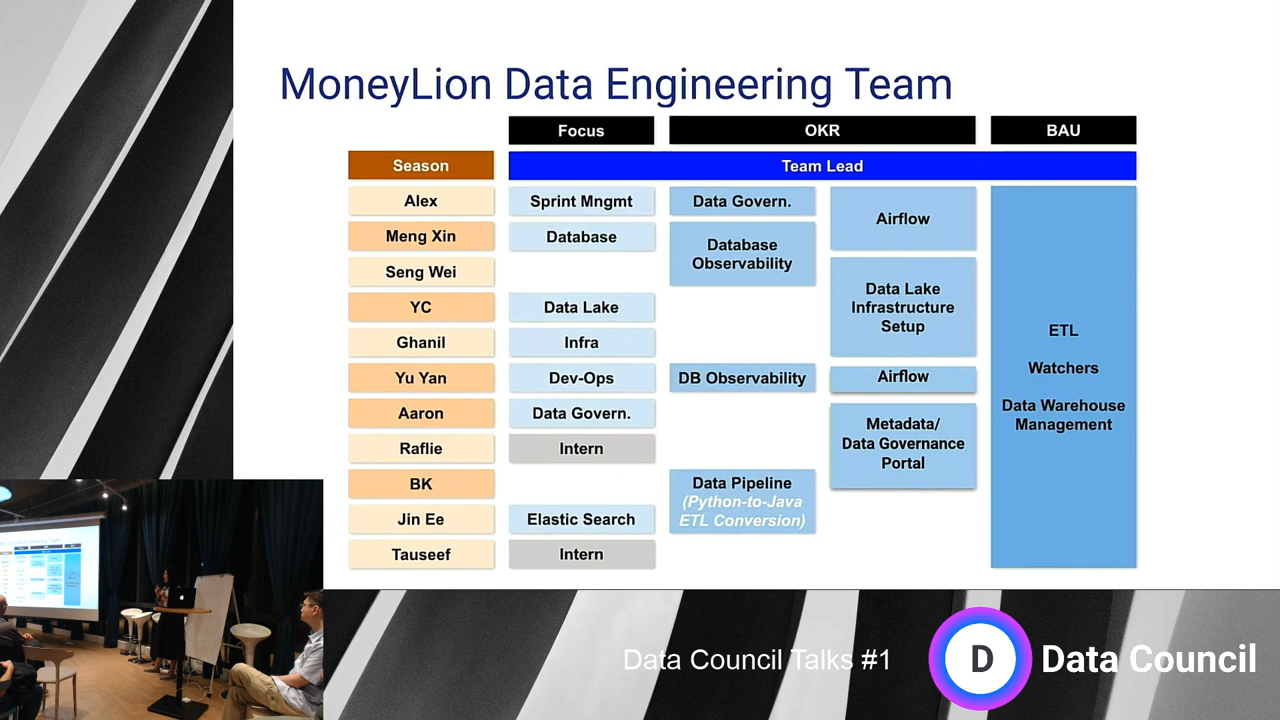 MoneyLion Data Engineering Team
Focus
OKR
BAU
Season
Team Lead
Alex
Sprint Mngmt
Data Govern.
Airflow
Meng Xin
Database
Database
Observability
Seng Wei
Data Lake
Infrastructure
Setup
YC
Data Lake
Ghanil
Infra
ETL
Watchers
Data Warehouse
Management
Yu Yan
Dev-Ops
DB Observability
Airflow
Aaron
Data Govern.
Metadata/
Data Governance
Portal
Raflie
Intern
BK
Data Pipeline
(Python-to-Java
ETL Conversion)
Jin Ee
Elastic Search
Tauseef
Intern
Data Council Talks #1
D
Data Council